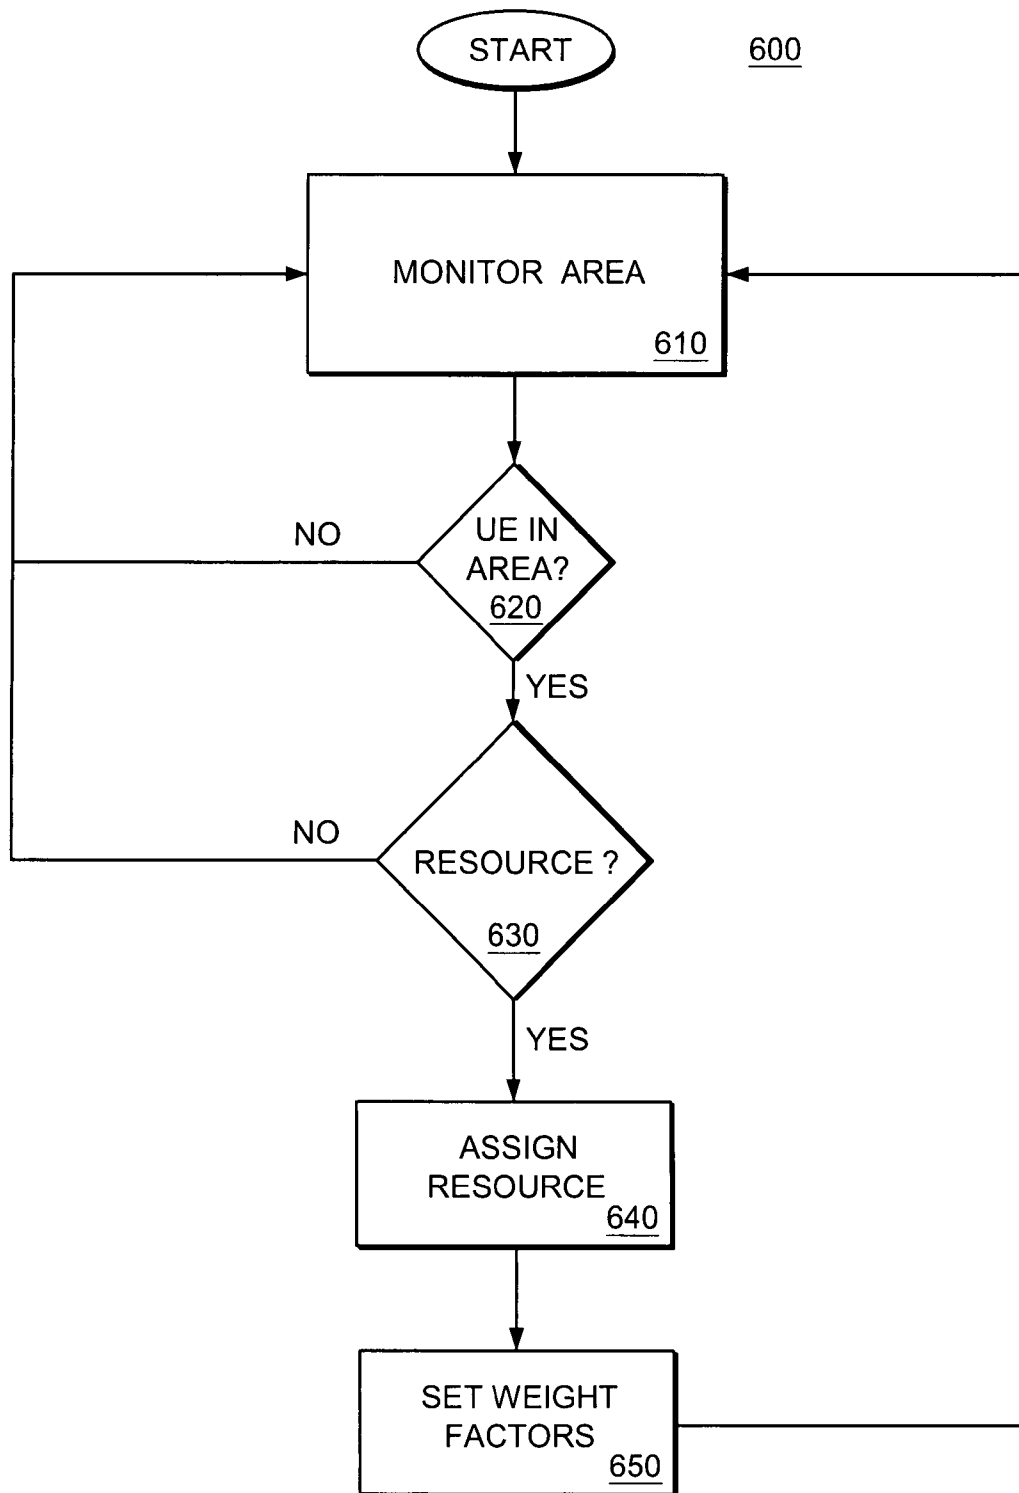 START
600
MONITOR AREA
610
NO
UE IN
AREA?
620
YES
NO
RESOURCE ?
630
YES
ASSIGN
RESOURCE
640
SET WEIGHT
FACTORS
650